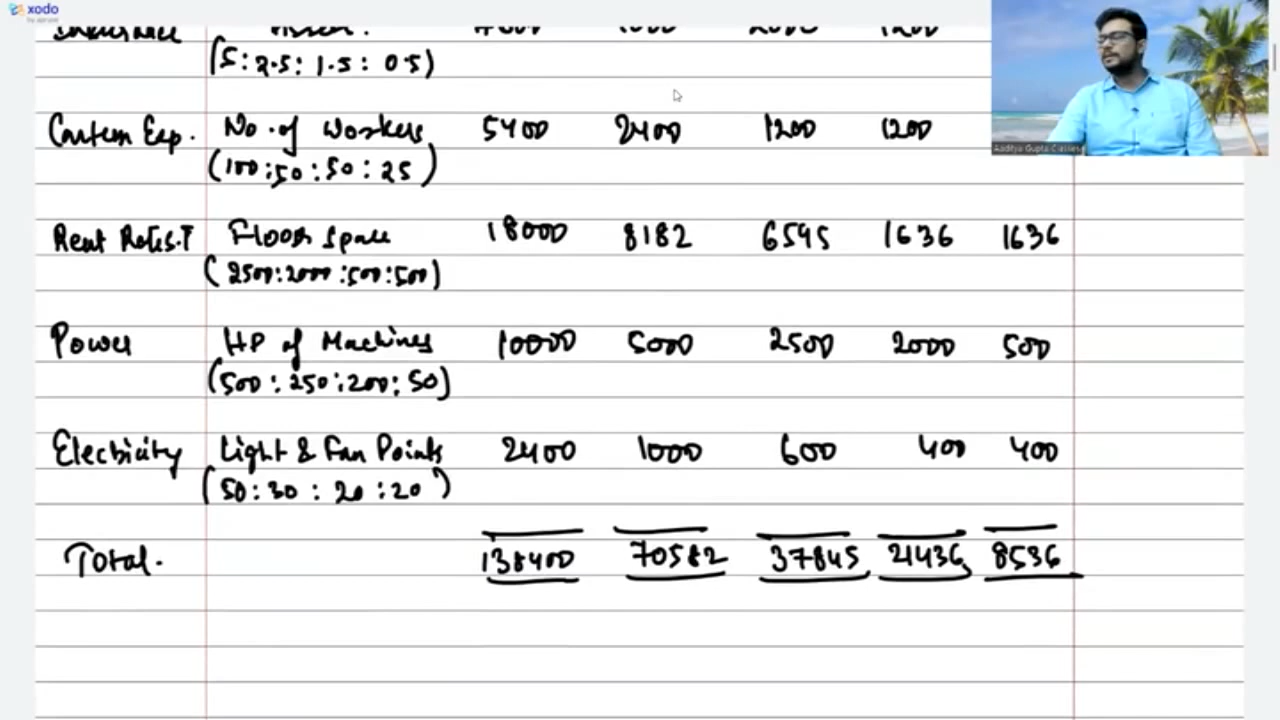 xodo
by apryse
(5:2.5:1.5:0.5)
Canteen Exp. No. of Workers 5400 2400 1200 1200
(100:50:50:25)
Rent Rates.T Floor Space 18000 8182 6545 1636 1636
(2500:2000:500:500)
Power HP of Machines 10000 5000 2500 2000 500
(500:250:200:50)
Electricity Light & Fan Points 2400 1000 600 400 400
(50:30:20:20)
Total. 138400 70582 37845 21436 8536
Aaditya Gupta Classes